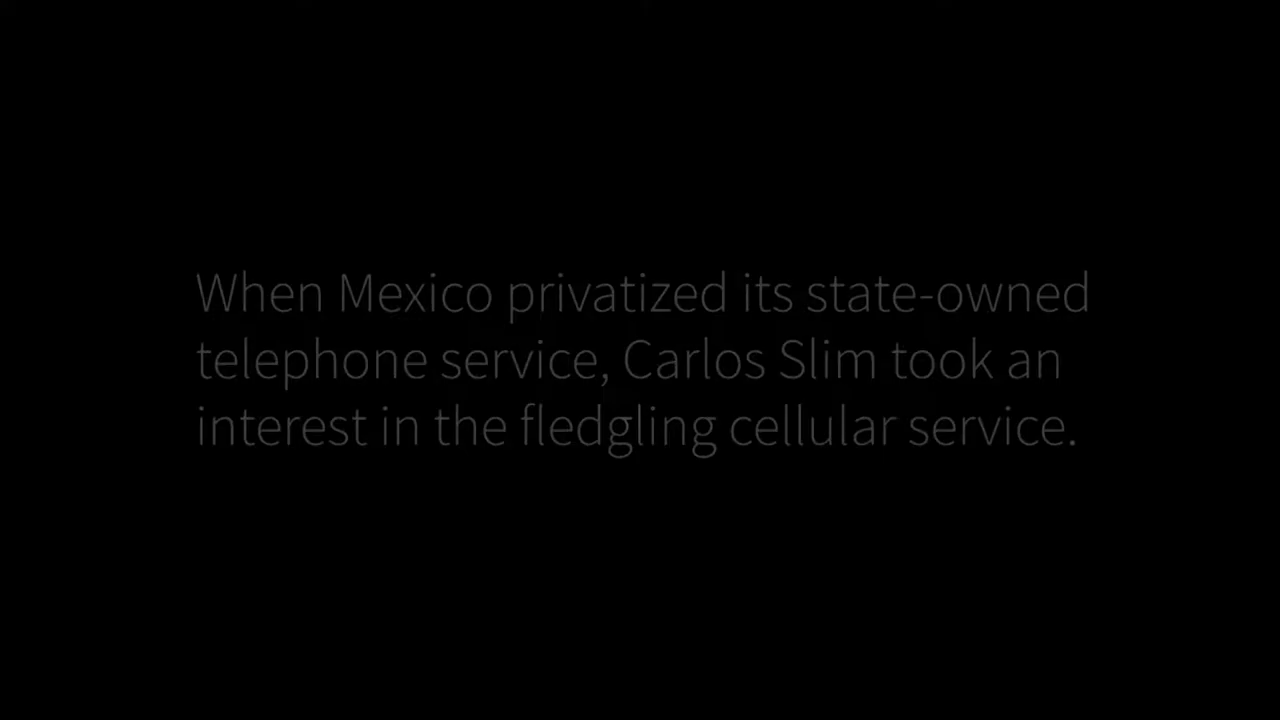 When Mexico privatized its state-owned
telephone service, Carlos Slim took an
interest in the fledgling cellular service.